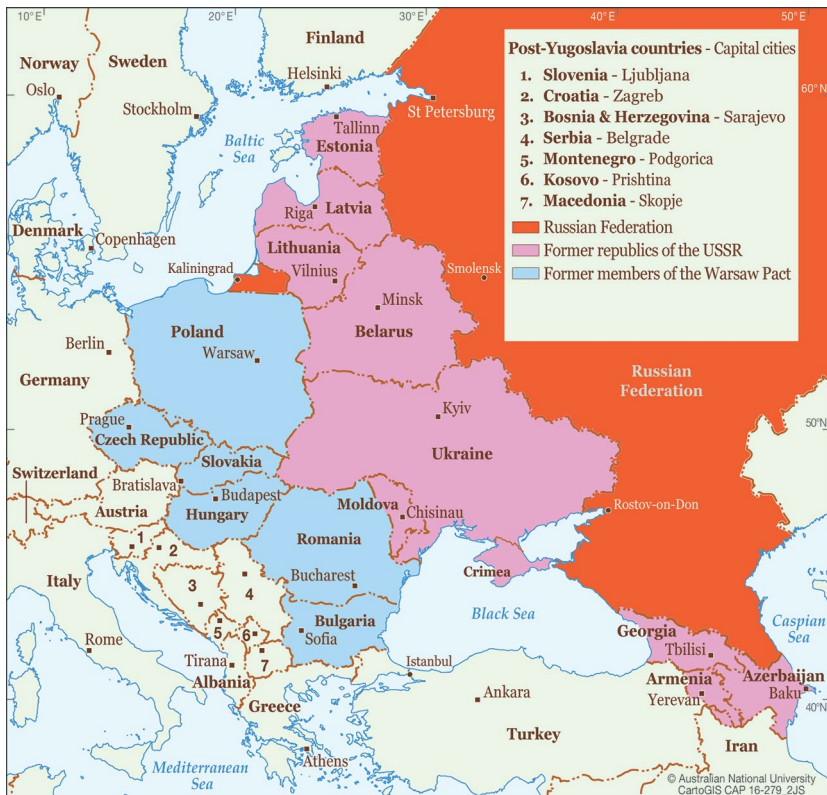 10°E
20°E
30°E
40°E
50°E
Post-Yugoslavia countries - Capital cities
1. Slovenia - Ljubljana
2. Croatia - Zagreb
3. Bosnia & Herzegovina - Sarajevo
4. Serbia - Belgrade
5. Montenegro - Podgorica
6. Kosovo - Prishtina
7. Macedonia - Skopje
Russian Federation
Former republics of the USSR
Former members of the Warsaw Pact
Norway
Sweden
Finland
Oslo
Helsinki
60°N
Stockholm
St Petersburg
Baltic
Sea
Tallinn
Estonia
Riga
Latvia
Denmark
Copenhagen
Lithuania
Kaliningrad
Vilnius
Smolensk
Minsk
Belarus
Poland
Berlin
Warsaw
Germany
Russian
Federation
Prague
Czech Republic
Kyiv
50°N
Ukraine
Slovakia
Switzerland
Bratislava
Budapest
Austria
Hungary
Moldova
Chisinau
Rostov-on-Don
Romania
1
2
Crimea
Italy
3
4
Bucharest
Black Sea
Caspian
Sea
5
6
7
Bulgaria
Sofia
Georgia
Tbilisi
Rome
Tirana
Albania
Istanbul
Armenia
Yerevan
Azerbaijan
Baku
40°N
Greece
Ankara
Turkey
Iran
Athens
Mediterranean
Sea
© Australian National University
CartoGIS CAP 16-279_2JS